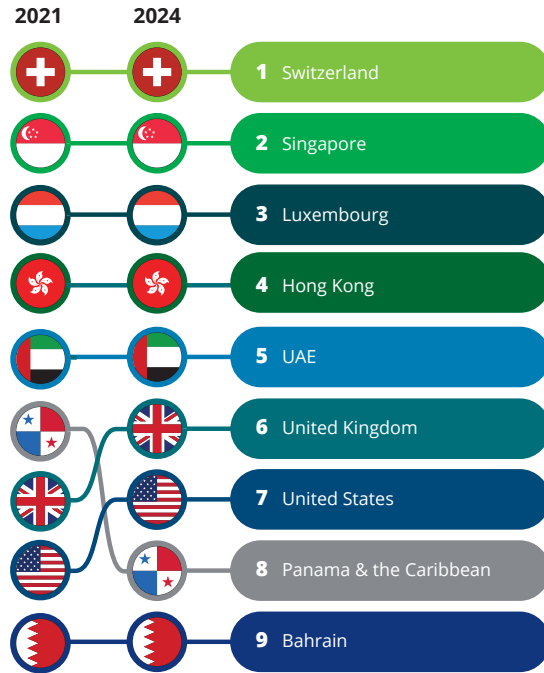 2021 2024
1 Switzerland
2 Singapore
3 Luxembourg
4 Hong Kong
5 UAE
6 United Kingdom
7 United States
8 Panama & the Caribbean
9 Bahrain